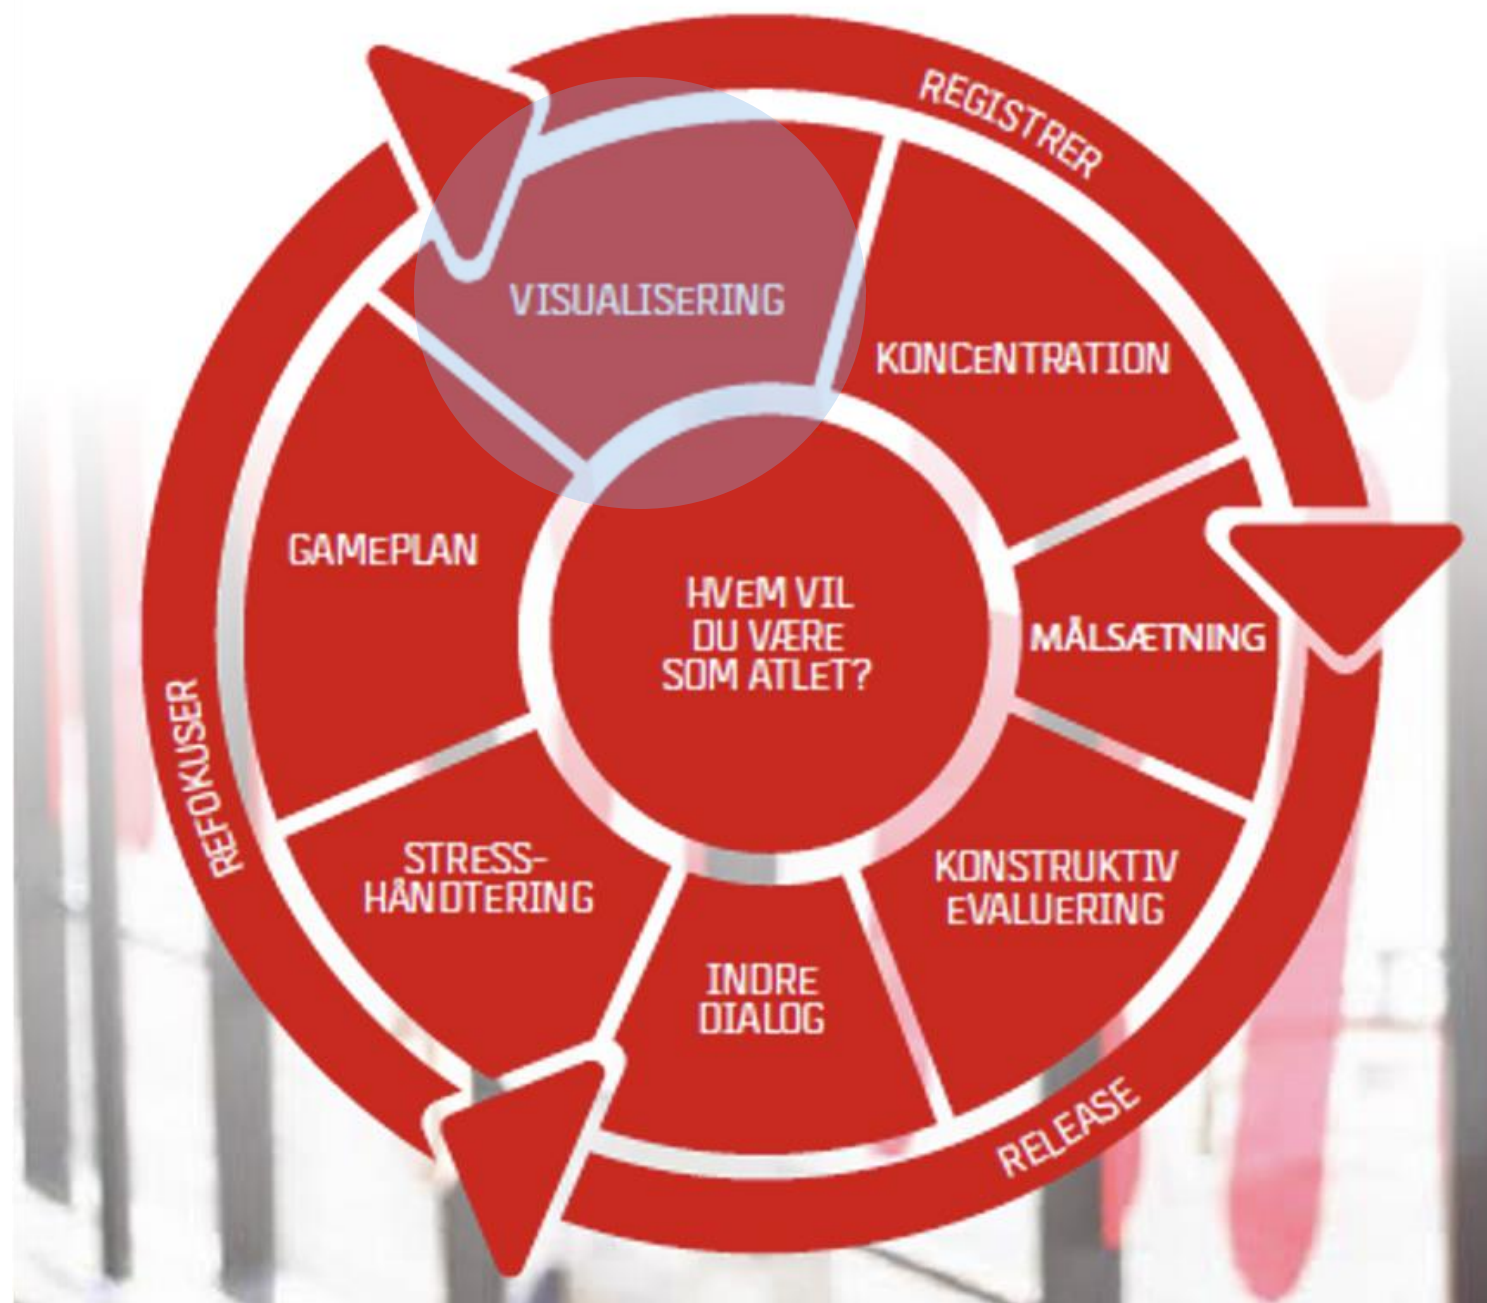 REGISTRER
VISUALISERING
KONCENTRATION
GAMEPLAN
HVEM VIL
DU VÆRE
SOM ATLET?
MÅLSÆTNING
REFOKUSER
STRESS-
HÅNDTERING
KONSTRUKTIV
EVALUERING
INDRE
DIALOG
RELEASE